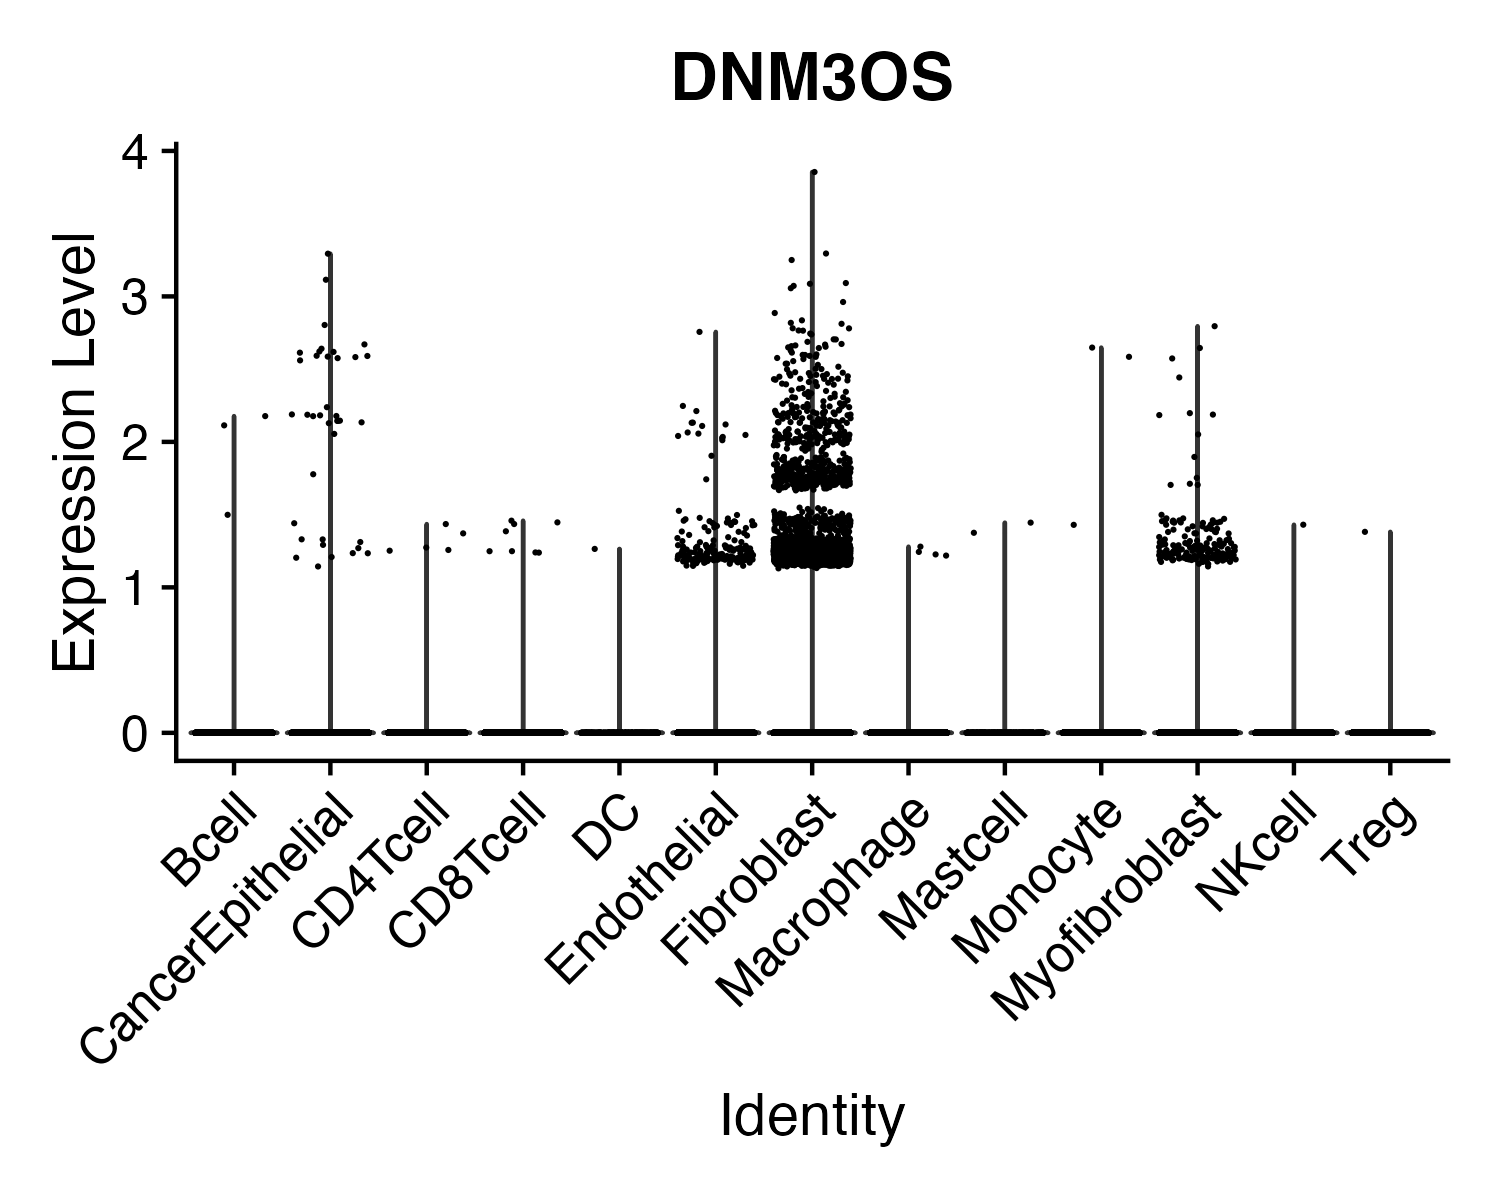 DNM3OS
Expression Level
4
3
2
1
0
Bcell
CancerEpithelial
CD4Tcell
CD8Tcell
DC
Endothelial
Fibroblast
Macrophage
Mastcell
Monocyte
Myofibroblast
NKcell
Treg
Identity